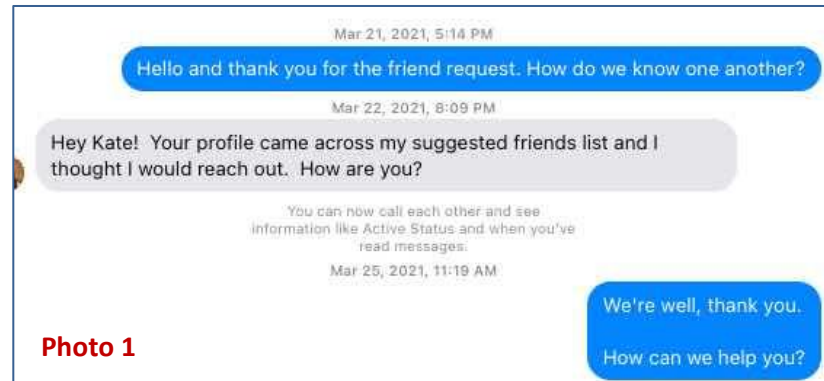 Mar 21, 2021, 5:14 PM
Hello and thank you for the friend request. How do we know one another?
Mar 22, 2021, 8:09 PM
Hey Kate!  Your profile came across my suggested friends list and I
thought I would reach out.  How are you?
You can now call each other and see
information like Active Status and when you've
read messages.
Mar 25, 2021, 11:19 AM
We're well, thank you.
How can we help you?
Photo 1